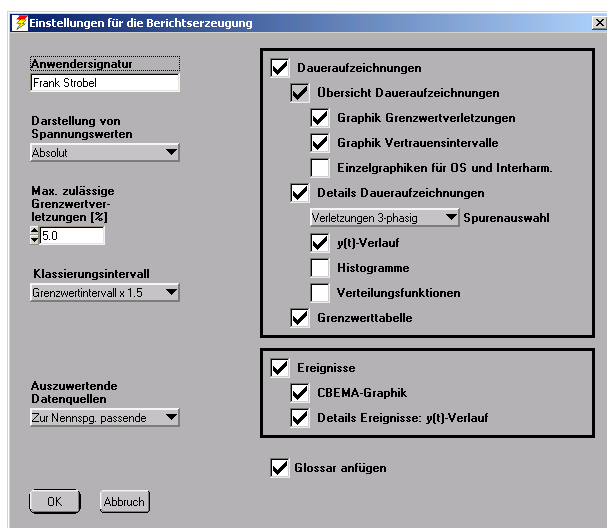 Einstellungen für die Berichtserzeugung
Anwendersignatur
Frank Strobel
Darstellung von
Spannungswerten
Absolut
Max. zulässige
Grenzwertver-
letzungen [%]
5.0
Klassierungsintervall
Grenzwertintervall x 1.5
Auszuwertende
Datenquellen
Zur Nennspg. passende
OK
Abbruch
Daueraufzeichnungen
Übersicht Daueraufzeichnungen
Graphik Grenzwertverletzungen
Graphik Vertrauensintervalle
Einzelgraphiken für OS und Interharm.
Details Daueraufzeichnungen
Verletzungen 3-phasig Spurenauswahl
y(t)-Verlauf
Histogramme
Verteilungsfunktionen
Grenzwerttabelle
Ereignisse
CBEMA-Graphik
Details Ereignisse: y(t)-Verlauf
Glossar anfügen